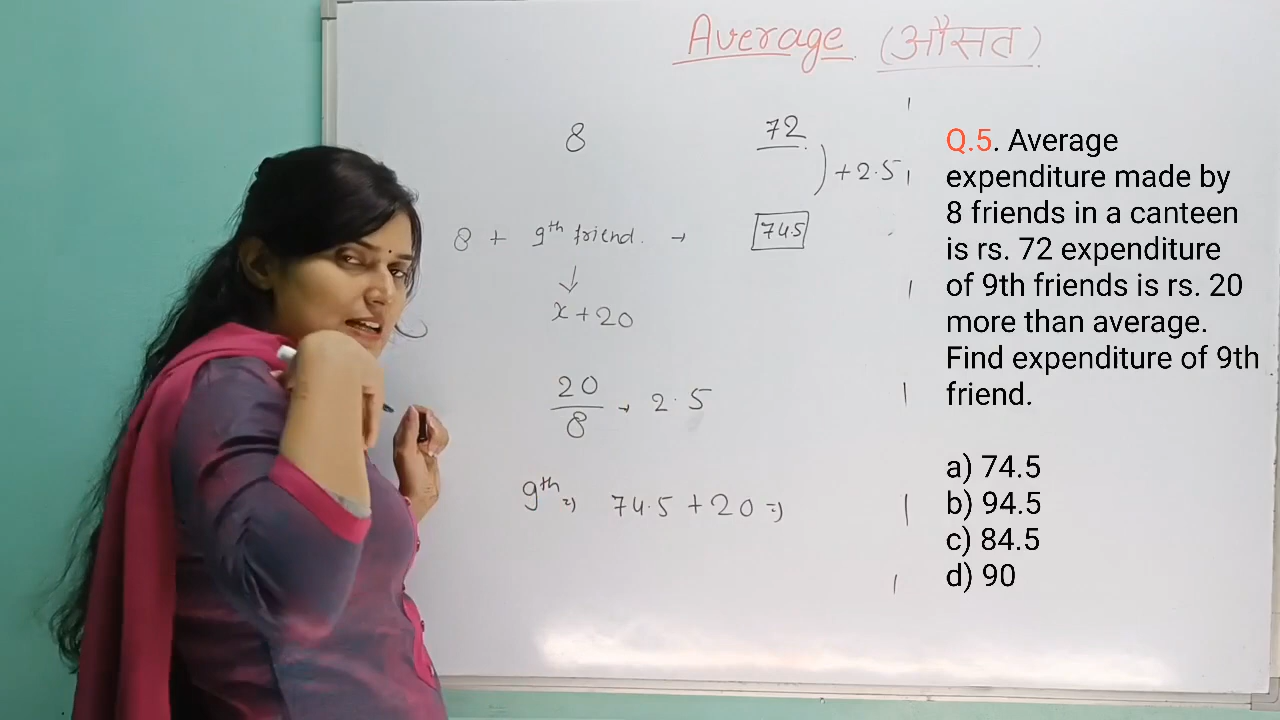 Average (औसत)
8 72
) +2.5
8 + 9th friend. → 74.5
↓
x + 20
20
8 → 2.5
9th ⇒ 74.5 + 20 ⇒
Q.5. Average
expenditure made by
8 friends in a canteen
is rs. 72 expenditure
of 9th friends is rs. 20
more than average.
Find expenditure of 9th
friend.
a) 74.5
b) 94.5
c) 84.5
d) 90